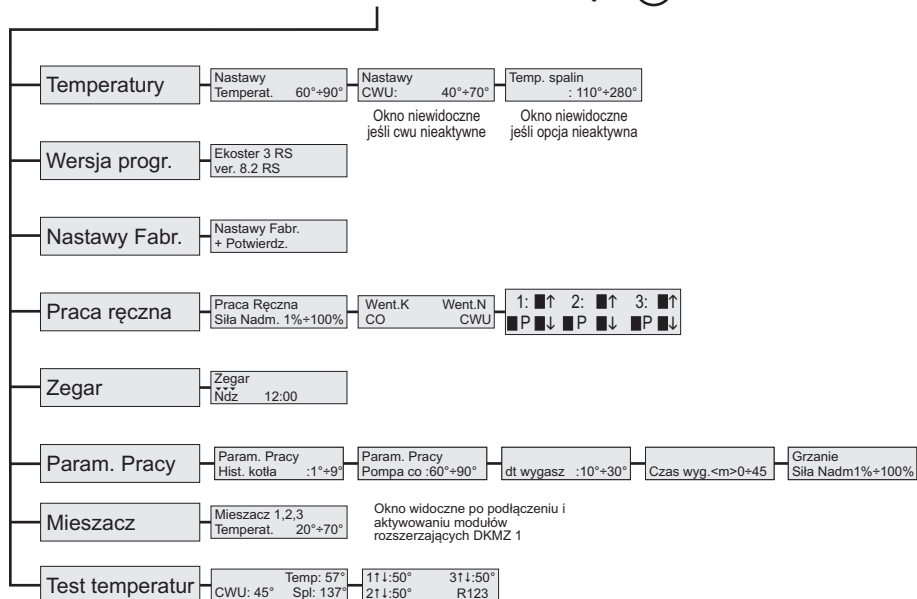 Temperatury
Nastawy
Temperat. 60°÷90°
Nastawy
CWU: 40°÷70°
Temp. spalin
: 110°÷280°
Okno niewidoczne
jeśli cwu nieaktywne
Okno niewidoczne
jeśli opcja nieaktywna
Wersja progr.
Ekoster 3 RS
ver. 8.2 RS
Nastawy Fabr.
Nastawy Fabr.
+ Potwierdz.
Praca ręczna
Praca Ręczna
Siła Nadm. 1%÷100%
Went.K Went.N
CO CWU
1: █↑ 2: █↑ 3: █↑
█P █↓ █P █↓ █P █↓
Zegar
Zegar
Ndz 12:00
Param. Pracy
Param. Pracy
Hist. kotła :1°÷9°
Param. Pracy
Pompa co :60°÷90°
dt wygasz :10°÷30°
Czas wyg.<m>0÷45
Grzanie
Siła Nadm1%÷100%
Mieszacz
Mieszacz 1,2,3
Temperat. 20°÷70°
Okno widoczne po podłączeniu i
aktywowaniu modułów
rozszerzających DKMZ 1
Test temperatur
Temp: 57°
CWU: 45° Spl: 137°
1↑↓:50° 3↑↓:50°
2↑↓:50° R123